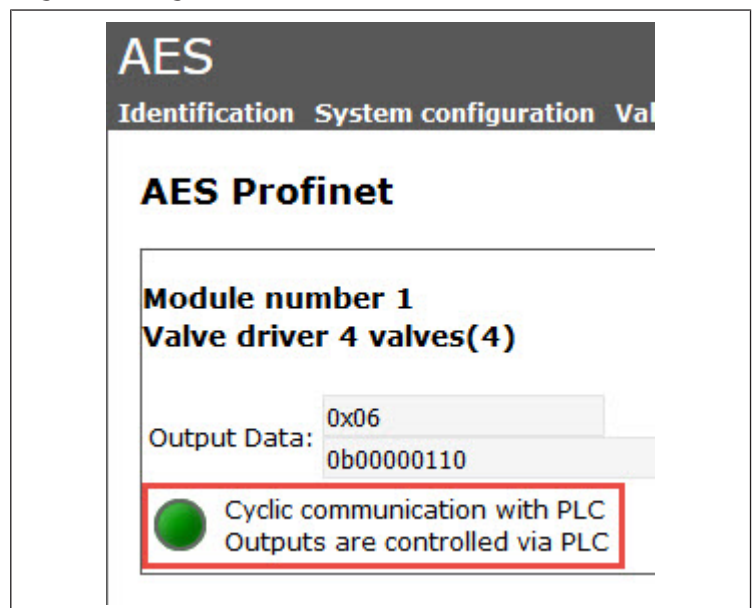 AES
Identification System configuration
AES Profinet
Module number 1
Valve driver 4 valves(4)
Output Data:
0x06
0b00000110
Cyclic communication with PLC
Outputs are controlled via PLC